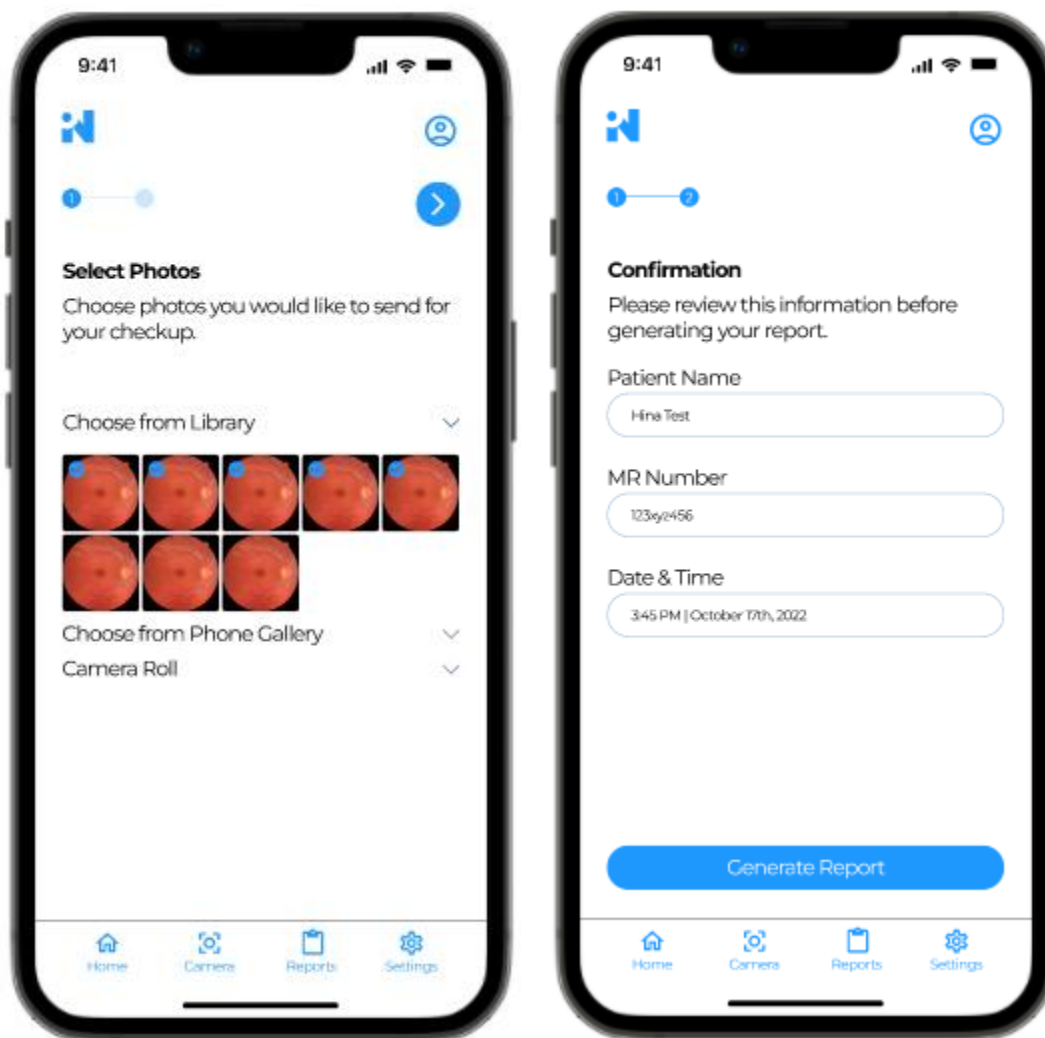 9:41
1
Select Photos
Choose photos you would like to send for
your checkup.
Choose from Library
Choose from Phone Gallery
Camera Roll
Home
Camera
Reports
Settings
9:41
1
2
Confirmation
Please review this information before
generating your report.
Patient Name
Hina Test
MR Number
123xyz456
Date & Time
3:45 PM | October 17th, 2022
Generate Report
Home
Camera
Reports
Settings